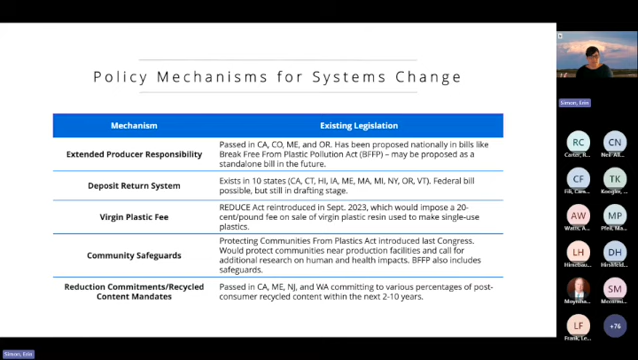 Policy Mechanisms for Systems Change
Mechanism
Existing Legislation
Extended Producer Responsibility
Passed in CA, CO, ME, and OR. Has been proposed nationally in bills like
Break Free From Plastic Pollution Act (BFFP) – may be proposed as a
standalone bill in the future.
Deposit Return System
Exists in 10 states (CA, CT, HI, IA, ME, MA, MI, NY, OR, VT). Federal bill
possible, but still in drafting stage.
Virgin Plastic Fee
REDUCE Act reintroduced in Sept. 2023, which would impose a 20-
cent/pound fee on sale of virgin plastic resin used to make single-use
plastics.
Community Safeguards
Protecting Communities From Plastics Act introduced last Congress.
Would protect communities near production facilities and call for
additional research on human and health impacts. BFFP also includes
safeguards.
Reduction Commitments/Recycled
Content Mandates
Passed in CA, ME, NJ, and WA committing to various percentages of post-
consumer recycled content within the next 2-10 years.
Simon, Erin
RC
CN
Carter, R...
CF
TK
AW
MP
Watts, A...
LH
DH
SM
LF
+76
Frank, Le...
Simon, Erin